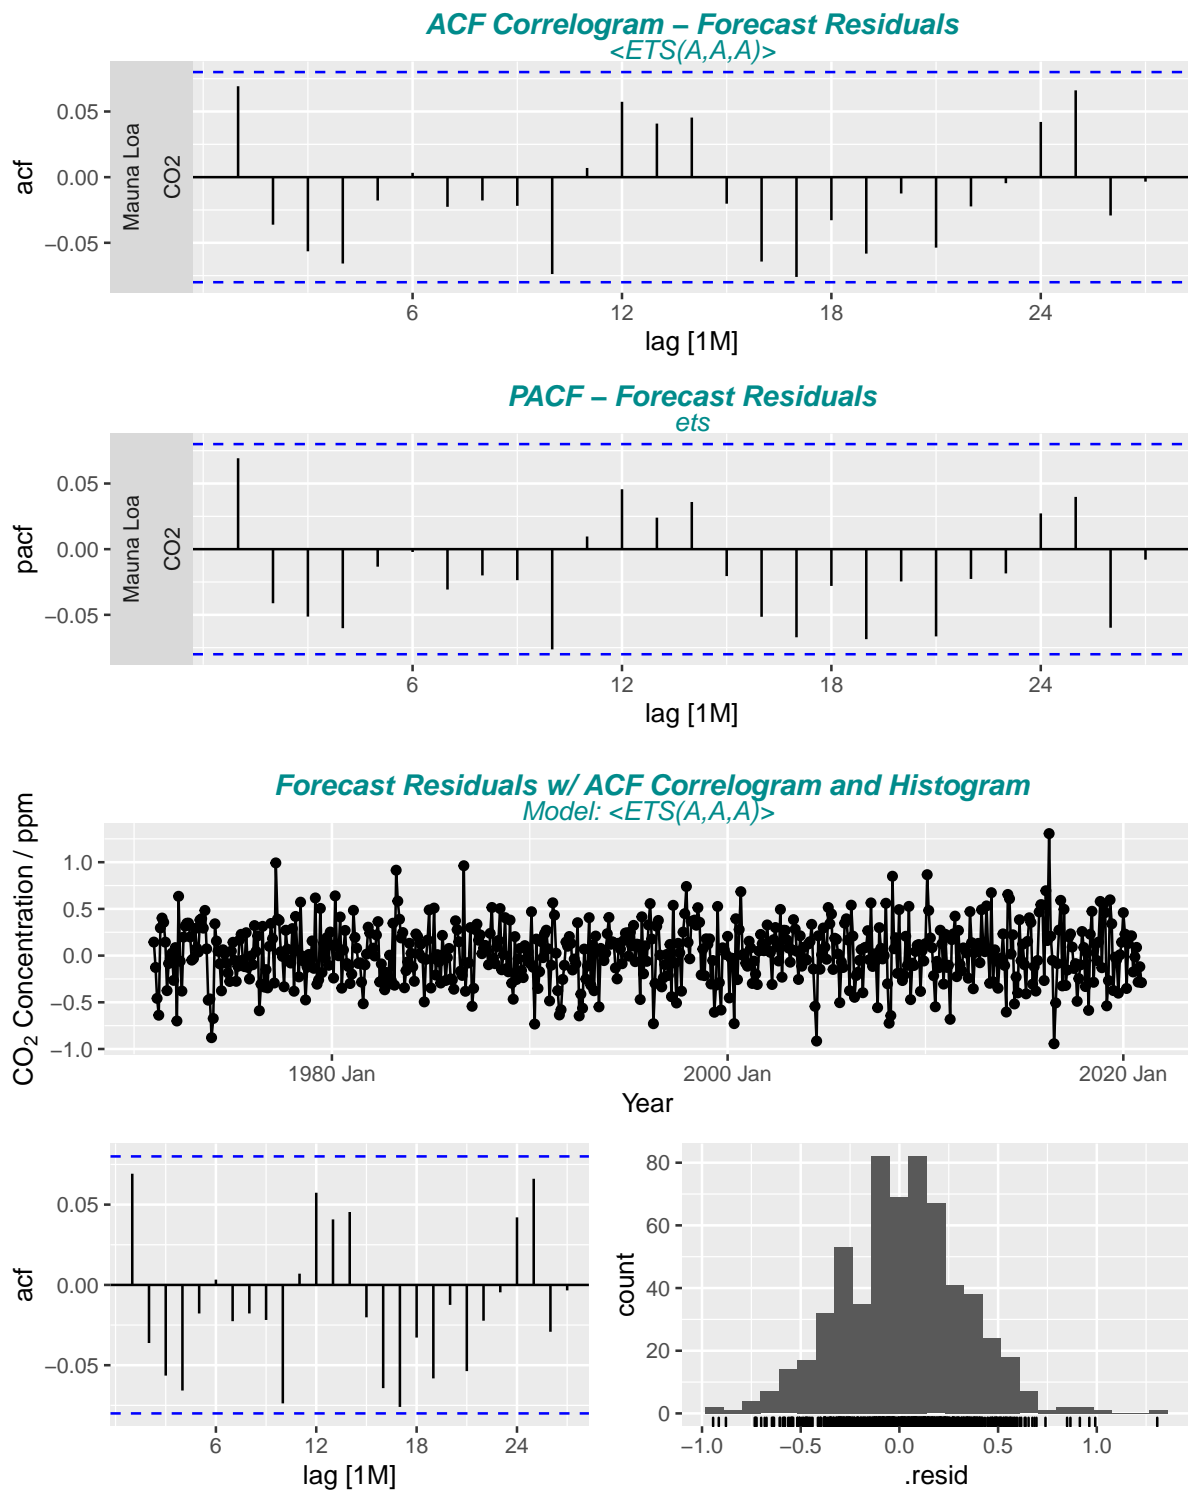 ACF Correlogram – Forecast Residuals
<ETS(A,A,A)>
acf
0.05
0.00
−0.05
Mauna Loa
CO2
6 12 18 24
lag [1M]
PACF – Forecast Residuals
ets
pacf
0.05
0.00
−0.05
Mauna Loa
CO2
6 12 18 24
lag [1M]
Forecast Residuals w/ ACF Correlogram and Histogram
Model: <ETS(A,A,A)>
CO₂ Concentration / ppm
1.0
0.5
0.0
−0.5
−1.0
1980 Jan 2000 Jan 2020 Jan
Year
acf
0.05
0.00
−0.05
6 12 18 24
lag [1M]
count
80
60
40
20
0
−1.0 −0.5 0.0 0.5 1.0
.resid